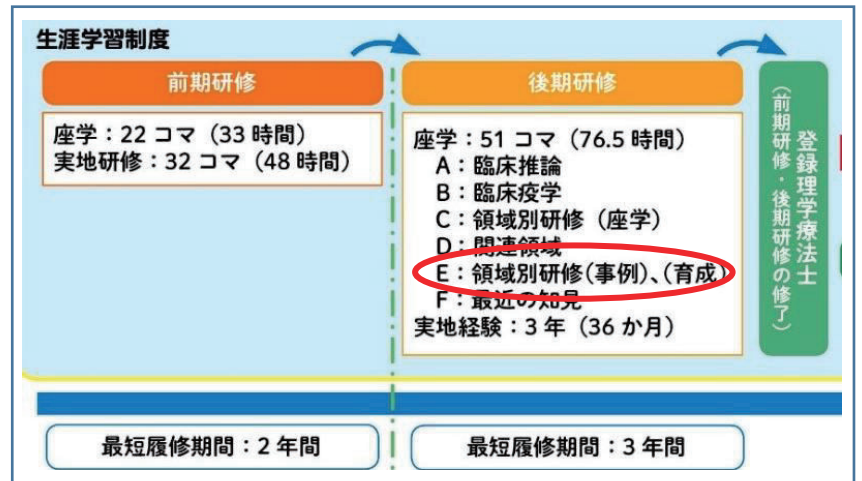 生涯学習制度
前期研修
座学：22 コマ（33 時間）
実地研修：32 コマ（48 時間）
後期研修
座学：51 コマ（76.5 時間）
A：臨床推論
B：臨床疫学
C：領域別研修（座学）
D：関連領域
E：領域別研修（事例）、（育成）
F：最近の知見
実地経験：3 年（36 か月）
登録理学療法士
（前期研修・後期研修の修了）
最短履修期間：2 年間
最短履修期間：3 年間